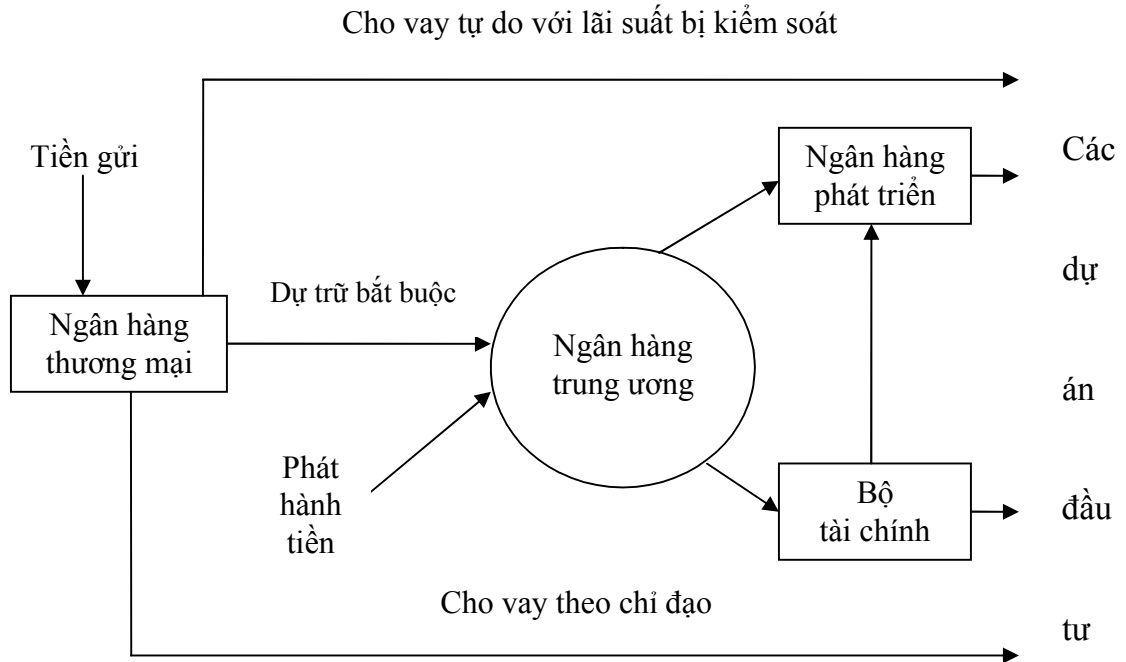 Cho vay tự do với lãi suất bị kiểm soát
Tiền gửi
Ngân hàng
phát triển
Các
dự
án
đầu
tư
Dự trữ bắt buộc
Ngân hàng
thương mại
Ngân hàng
trung ương
Phát
hành
tiền
Bộ
tài chính
Cho vay theo chỉ đạo